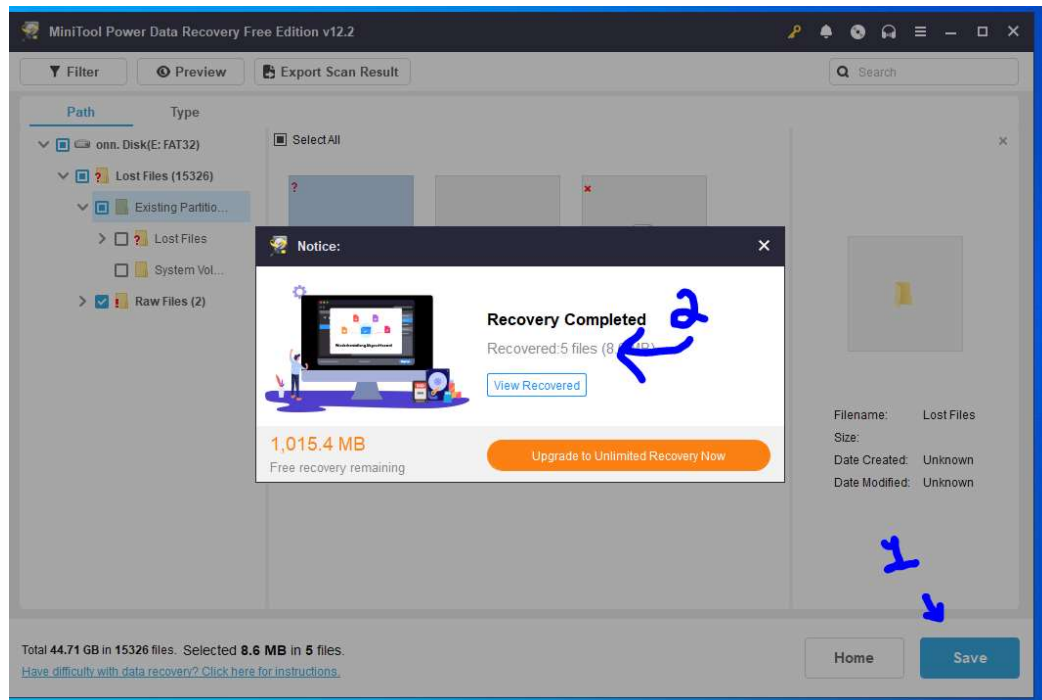 MiniTool Power Data Recovery Free Edition v12.2
Filter Preview Export Scan Result Search
Path Type
onn. Disk(E: FAT32)
Lost Files (15326)
Existing Partitio...
Lost Files
System Vol...
Raw Files (2)
Select All
Notice:
Recovery Completed
2
Recovered:5 files (8. MB)
View Recovered
1,015.4 MB
Free recovery remaining
Upgrade to Unlimited Recovery Now
Filename: Lost Files
Size:
Date Created: Unknown
Date Modified: Unknown
1
Total 44.71 GB in 15326 files. Selected 8.6 MB in 5 files.
Have difficulty with data recovery? Click here for instructions.
Home Save